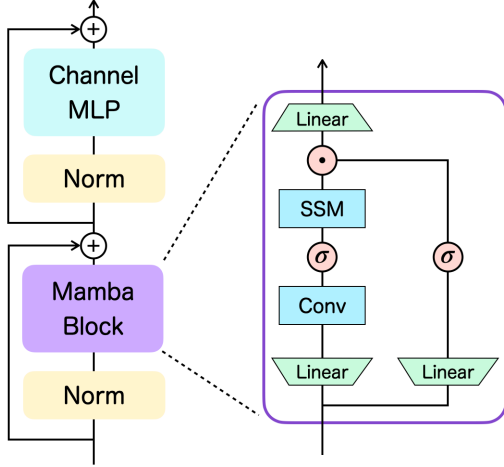 Channel
MLP
Norm
Mamba
Block
Norm
Linear
SSM
σ
σ
Conv
Linear
Linear